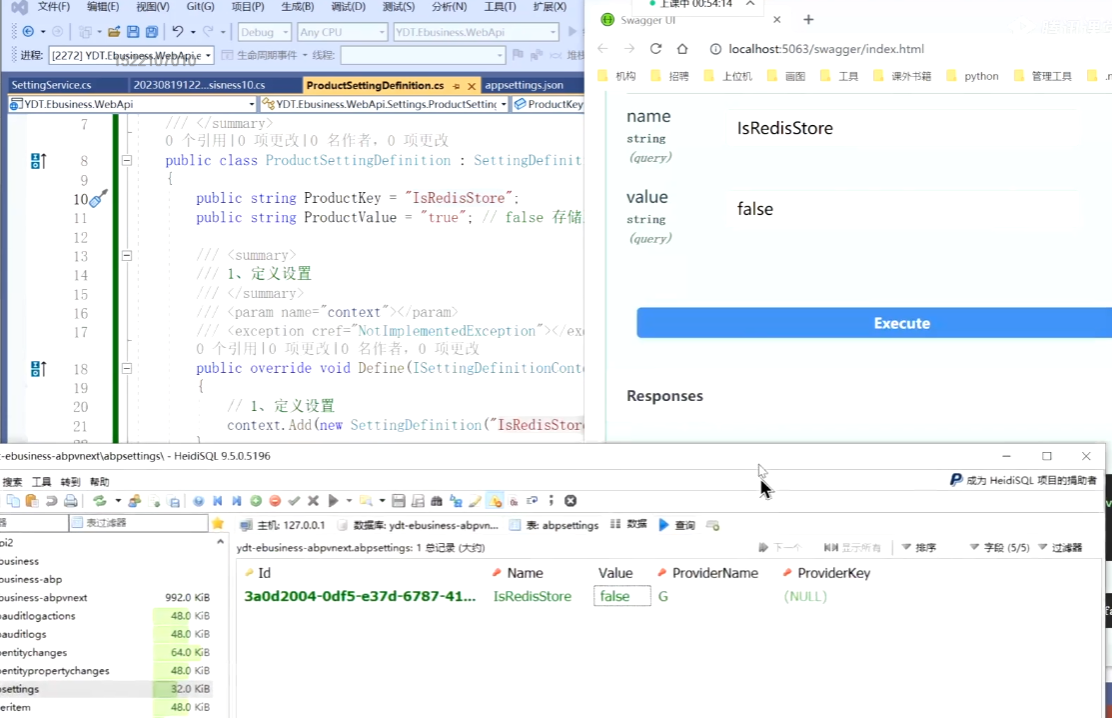 文件(F) 编辑(E) 视图(V) Git(G) 项目(P) 生成(B) 调试(D) 测试(S) 分析(N) 工具(T) 扩展(X)
Debug Any CPU YDT.Ebusiness.WebApi
进程: [2272] YDT.Ebusiness.WebApi.e 生命周期事件 线程:
SettingService.cs 20230819122...sisness10.cs ProductSettingDefinition.cs appsettings.json
YDT.Ebusiness.WebApi YDT.Ebusiness.WebApi.Settings.ProductSetting ProductKey
7 /// </summary>
0 个引用|0 项更改|0 名作者, 0 项更改
8 public class ProductSettingDefinition : SettingDefinit
9 {
10 public string ProductKey = "IsRedisStore";
11 public string ProductValue = "true"; // false 存储
12
13 /// <summary>
14 /// 1、定义设置
15 /// </summary>
16 /// <param name="context"></param>
17 /// <exception cref="NotImplementedException"></exc
0 个引用|0 项更改|0 名作者, 0 项更改
18 public override void Define(ISettingDefinitionConte
19 {
20 // 1、定义设置
21 context.Add(new SettingDefinition("IsRedisStor
上课中 00:54:14
Swagger UI
localhost:5063/swagger/index.html
机构 招聘 上位机 画图 工具 课外书籍 python 管理工具
name
string
(query)
IsRedisStore
value
string
(query)
false
Execute
Responses
t-ebusiness-abpvnext\abpsettings\ - HeidiSQL 9.5.0.5196
搜索 工具 转到 帮助
成为 HeidiSQL 项目的捐助者
器 表过滤器
主机: 127.0.0.1 数据库: ydt-ebusiness-abpvn... 表: abpsettings 数据 查询
ydt-ebusiness-abpvnext.abpsettings: 1 总记录 (大约)
下一个 显示所有 排序 字段 (5/5) 过滤器
Id Name Value ProviderName ProviderKey
3a0d2004-0df5-e37d-6787-41... IsRedisStore false G (NULL)
pi2
business
business-abp
business-abpvnext 992.0 KiB
auditlogactions 48.0 KiB
auditlogs 48.0 KiB
entitychanges 64.0 KiB
entitypropertychanges 48.0 KiB
settings 32.0 KiB
eritem 48.0 KiB